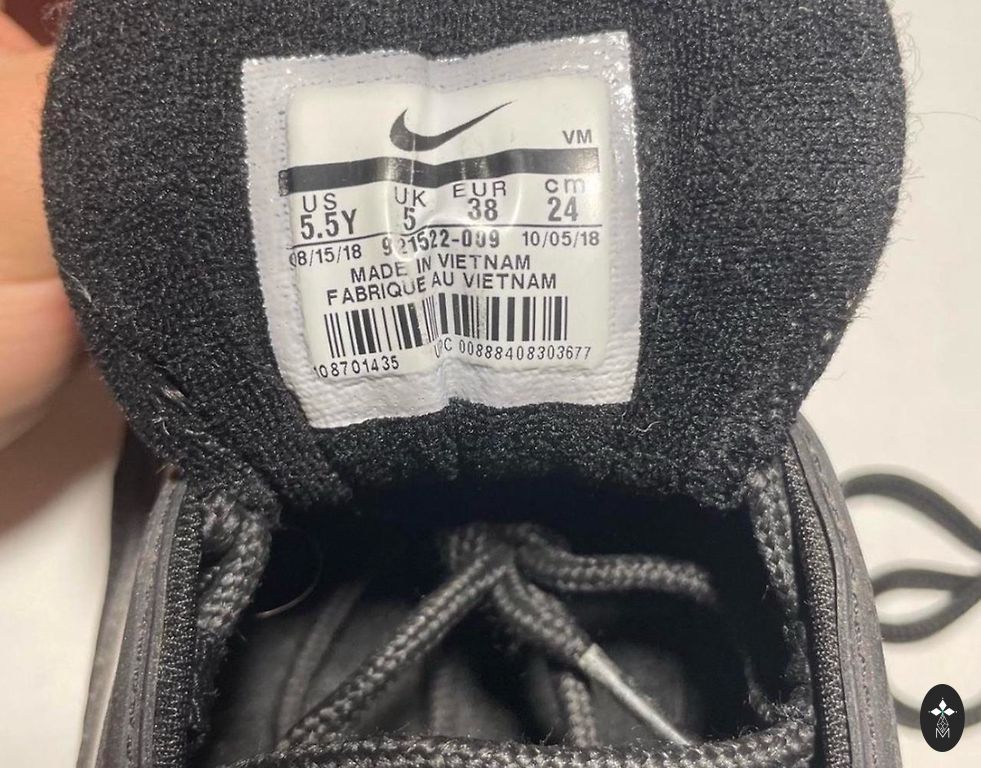 VM
US UK EUR cm
5.5Y 5 38 24
08/15/18 921522-009 10/05/18
MADE IN VIETNAM
FABRIQUE AU VIETNAM
108701435 UPC 00888408303677
M